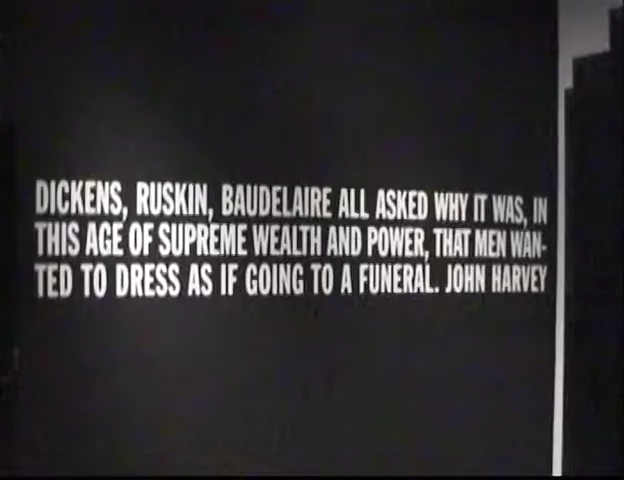 DICKENS, RUSKIN, BAUDELAIRE ALL ASKED WHY IT WAS, IN
THIS AGE OF SUPREME WEALTH AND POWER, THAT MEN WAN-
TED TO DRESS AS IF GOING TO A FUNERAL. JOHN HARVEY